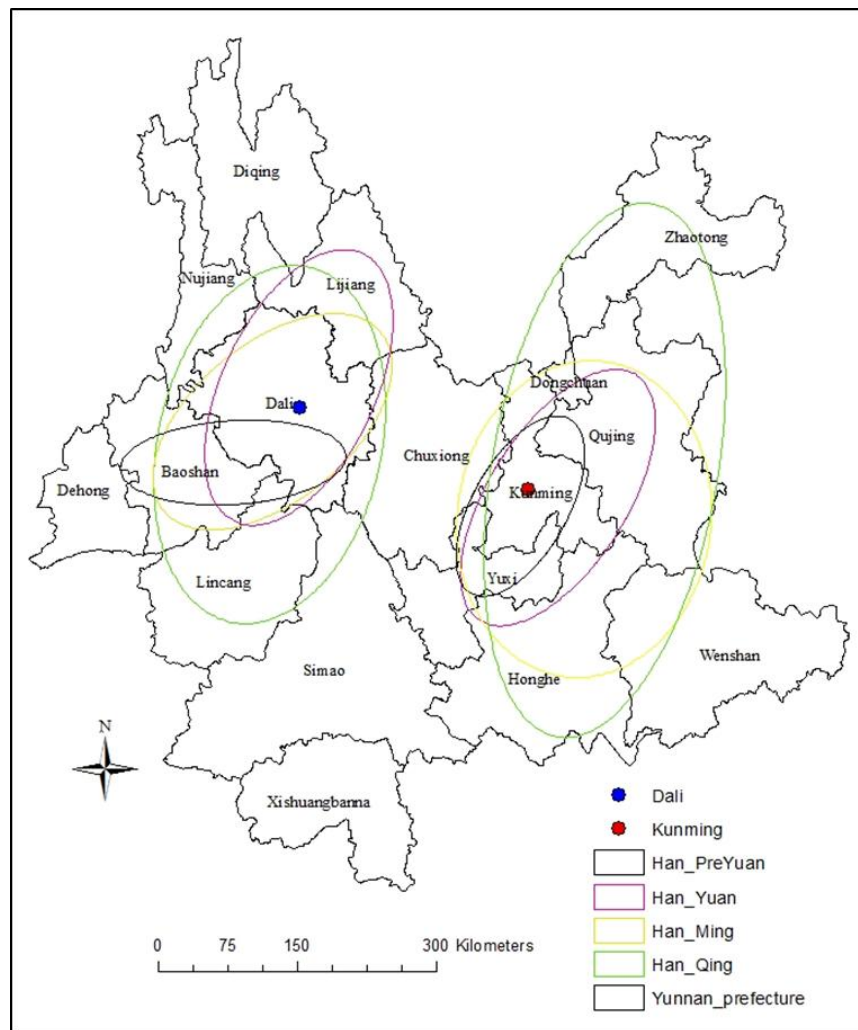 Diqing
Zhaotong
Nujiang
Lijiang
Dongchuan
Dali
Qujing
Chuxiong
Baoshan
Dehong
Kunming
Lincang
Yuxi
Wenshan
Simao
Honghe
N
Xishuangbanna
Dali
Kunming
Han_PreYuan
Han_Yuan
Han_Ming
Han_Qing
Yunnan_prefecture
0 75 150 300 Kilometers